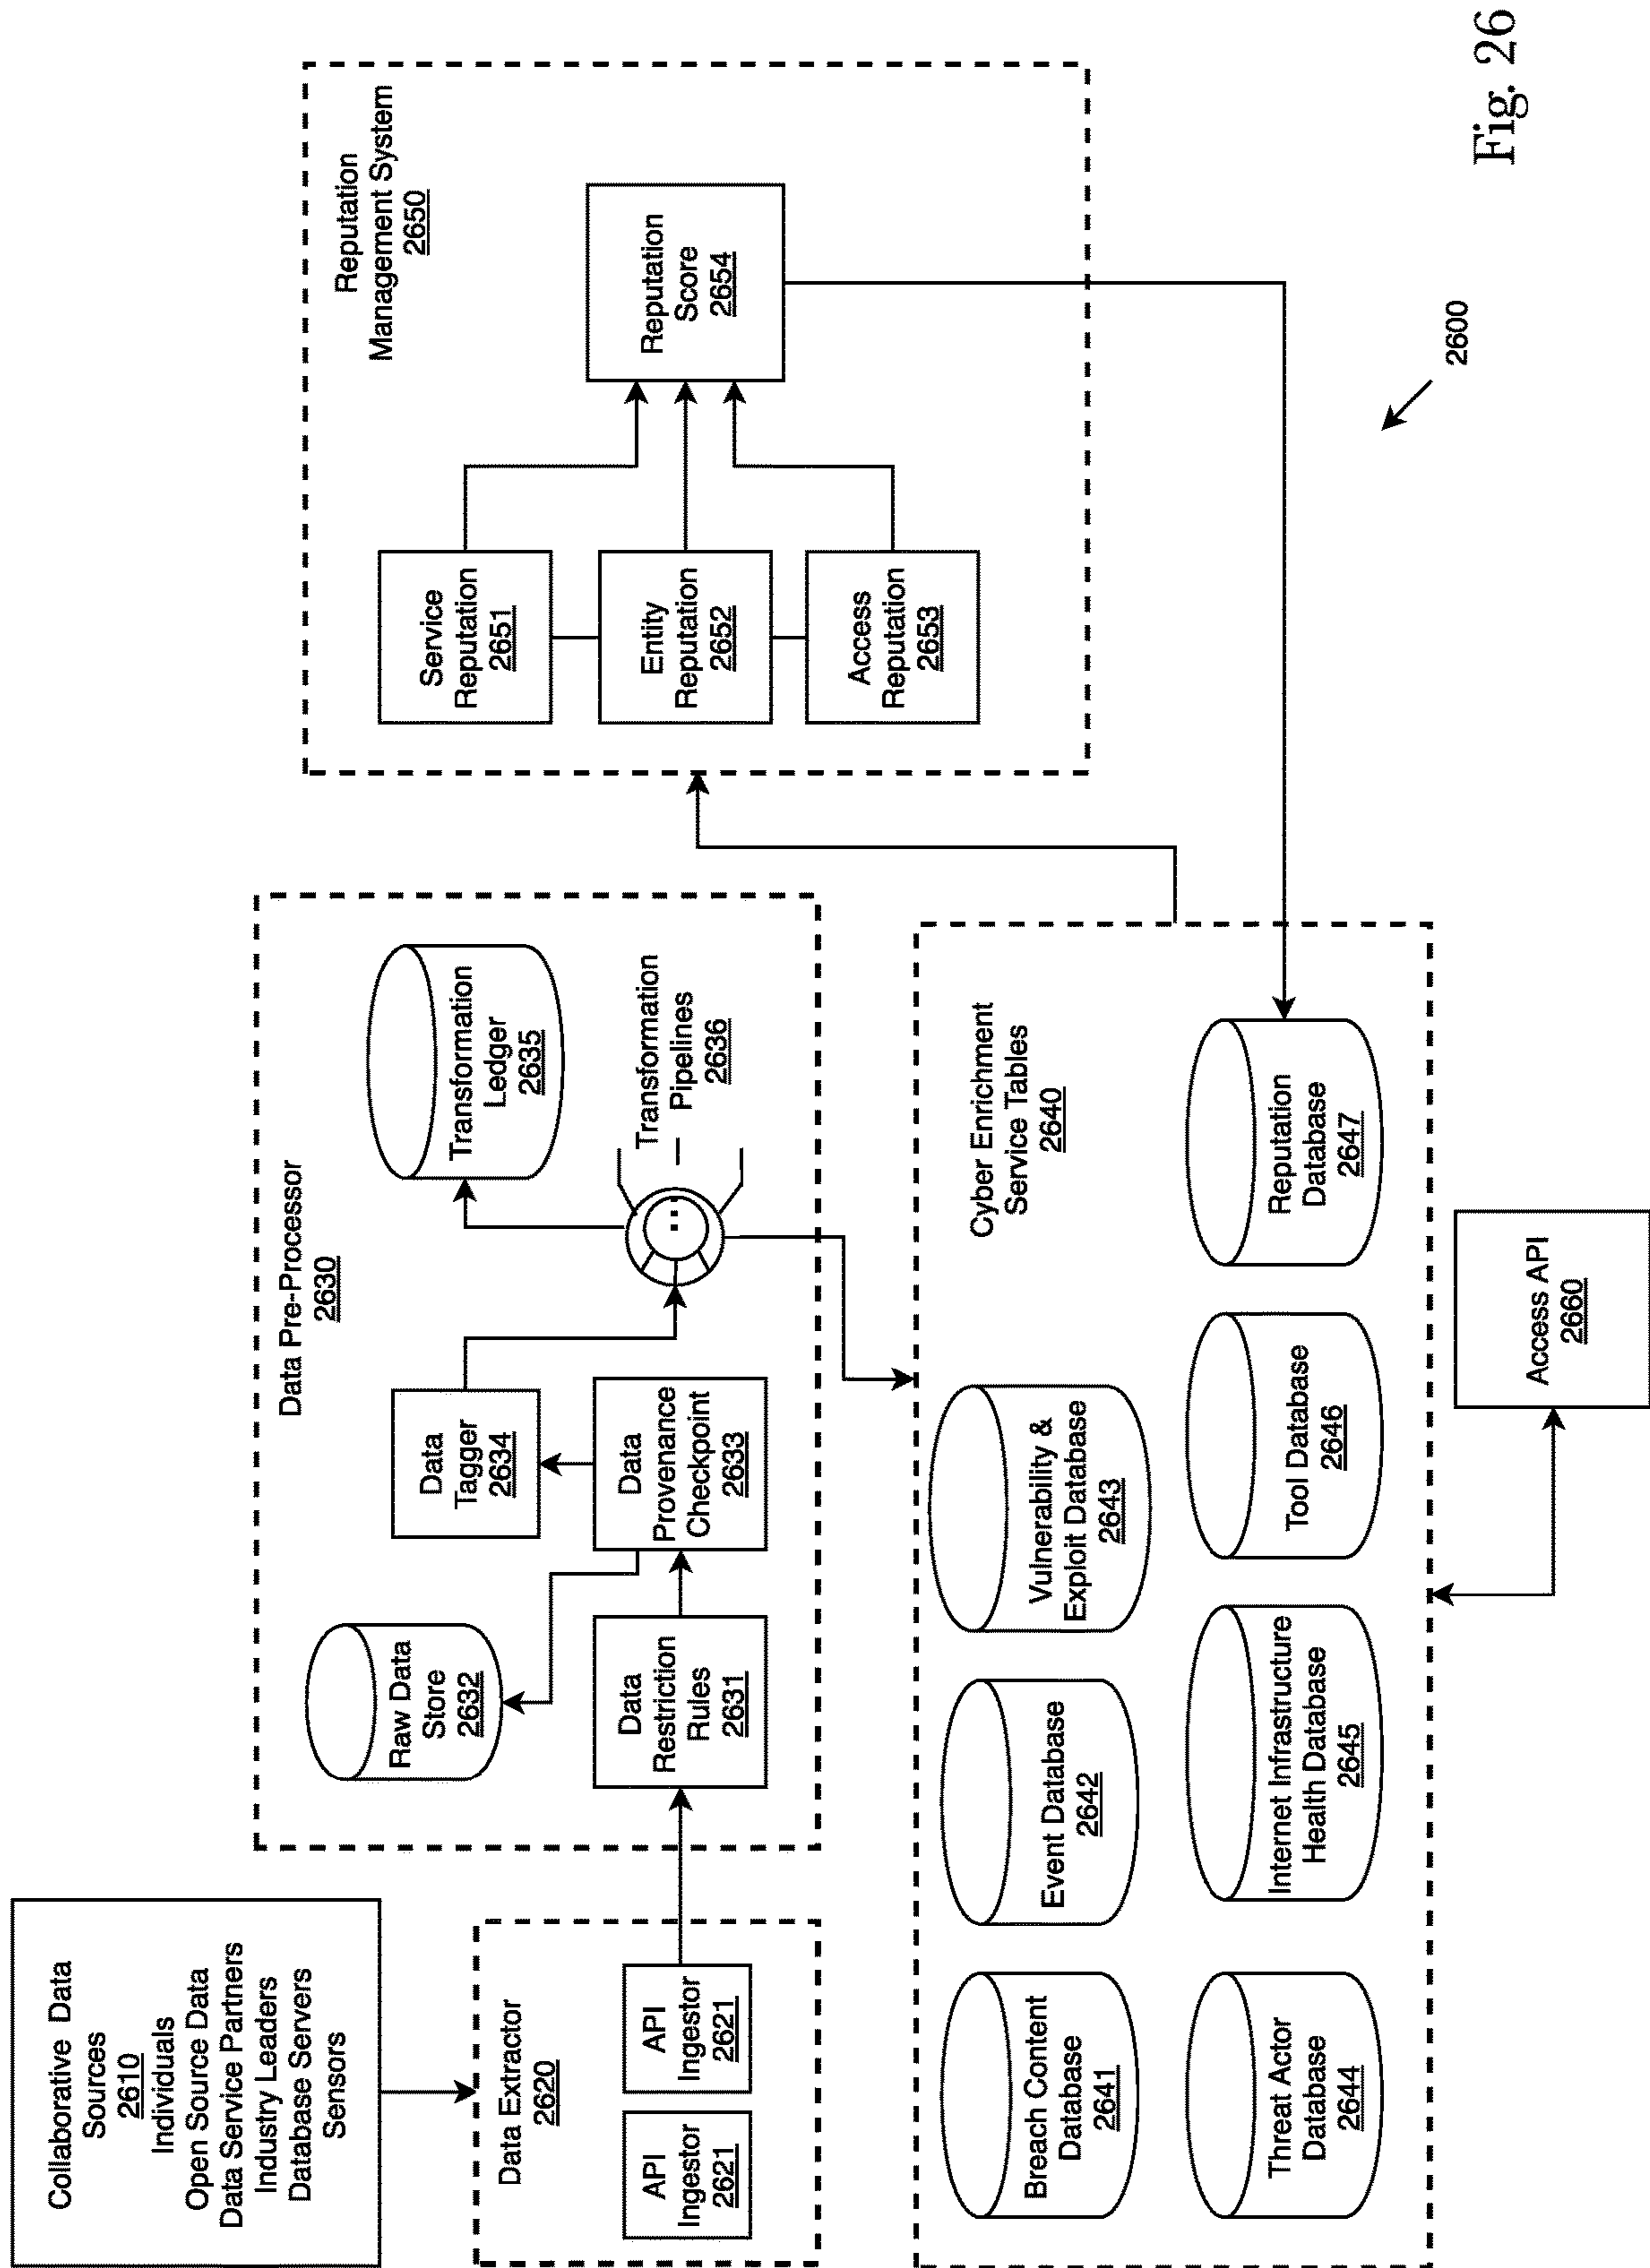 Collaborative Data
Sources
2610
Individuals
Open Source Data
Data Service Partners
Industry Leaders
Database Servers
Sensors
Data Extractor
2620
API
Ingestor
2621
API
Ingestor
2621
Data Pre-Processor
2630
Raw Data
Store
2632
Data
Restriction
Rules
2631
Data
Tagger
2634
Data
Provenance
Checkpoint
2633
Transformation
Ledger
2635
Transformation
Pipelines
2636
...
Reputation
Management System
2650
Service
Reputation
2651
Entity
Reputation
2652
Access
Reputation
2653
Reputation
Score
2654
Cyber Enrichment
Service Tables
2640
Breach Content
Database
2641
Event Database
2642
Vulnerability &
Exploit Database
2643
Threat Actor
Database
2644
Internet Infrastructure
Health Database
2645
Tool Database
2646
Reputation
Database
2647
Access API
2660
2600
Fig. 26